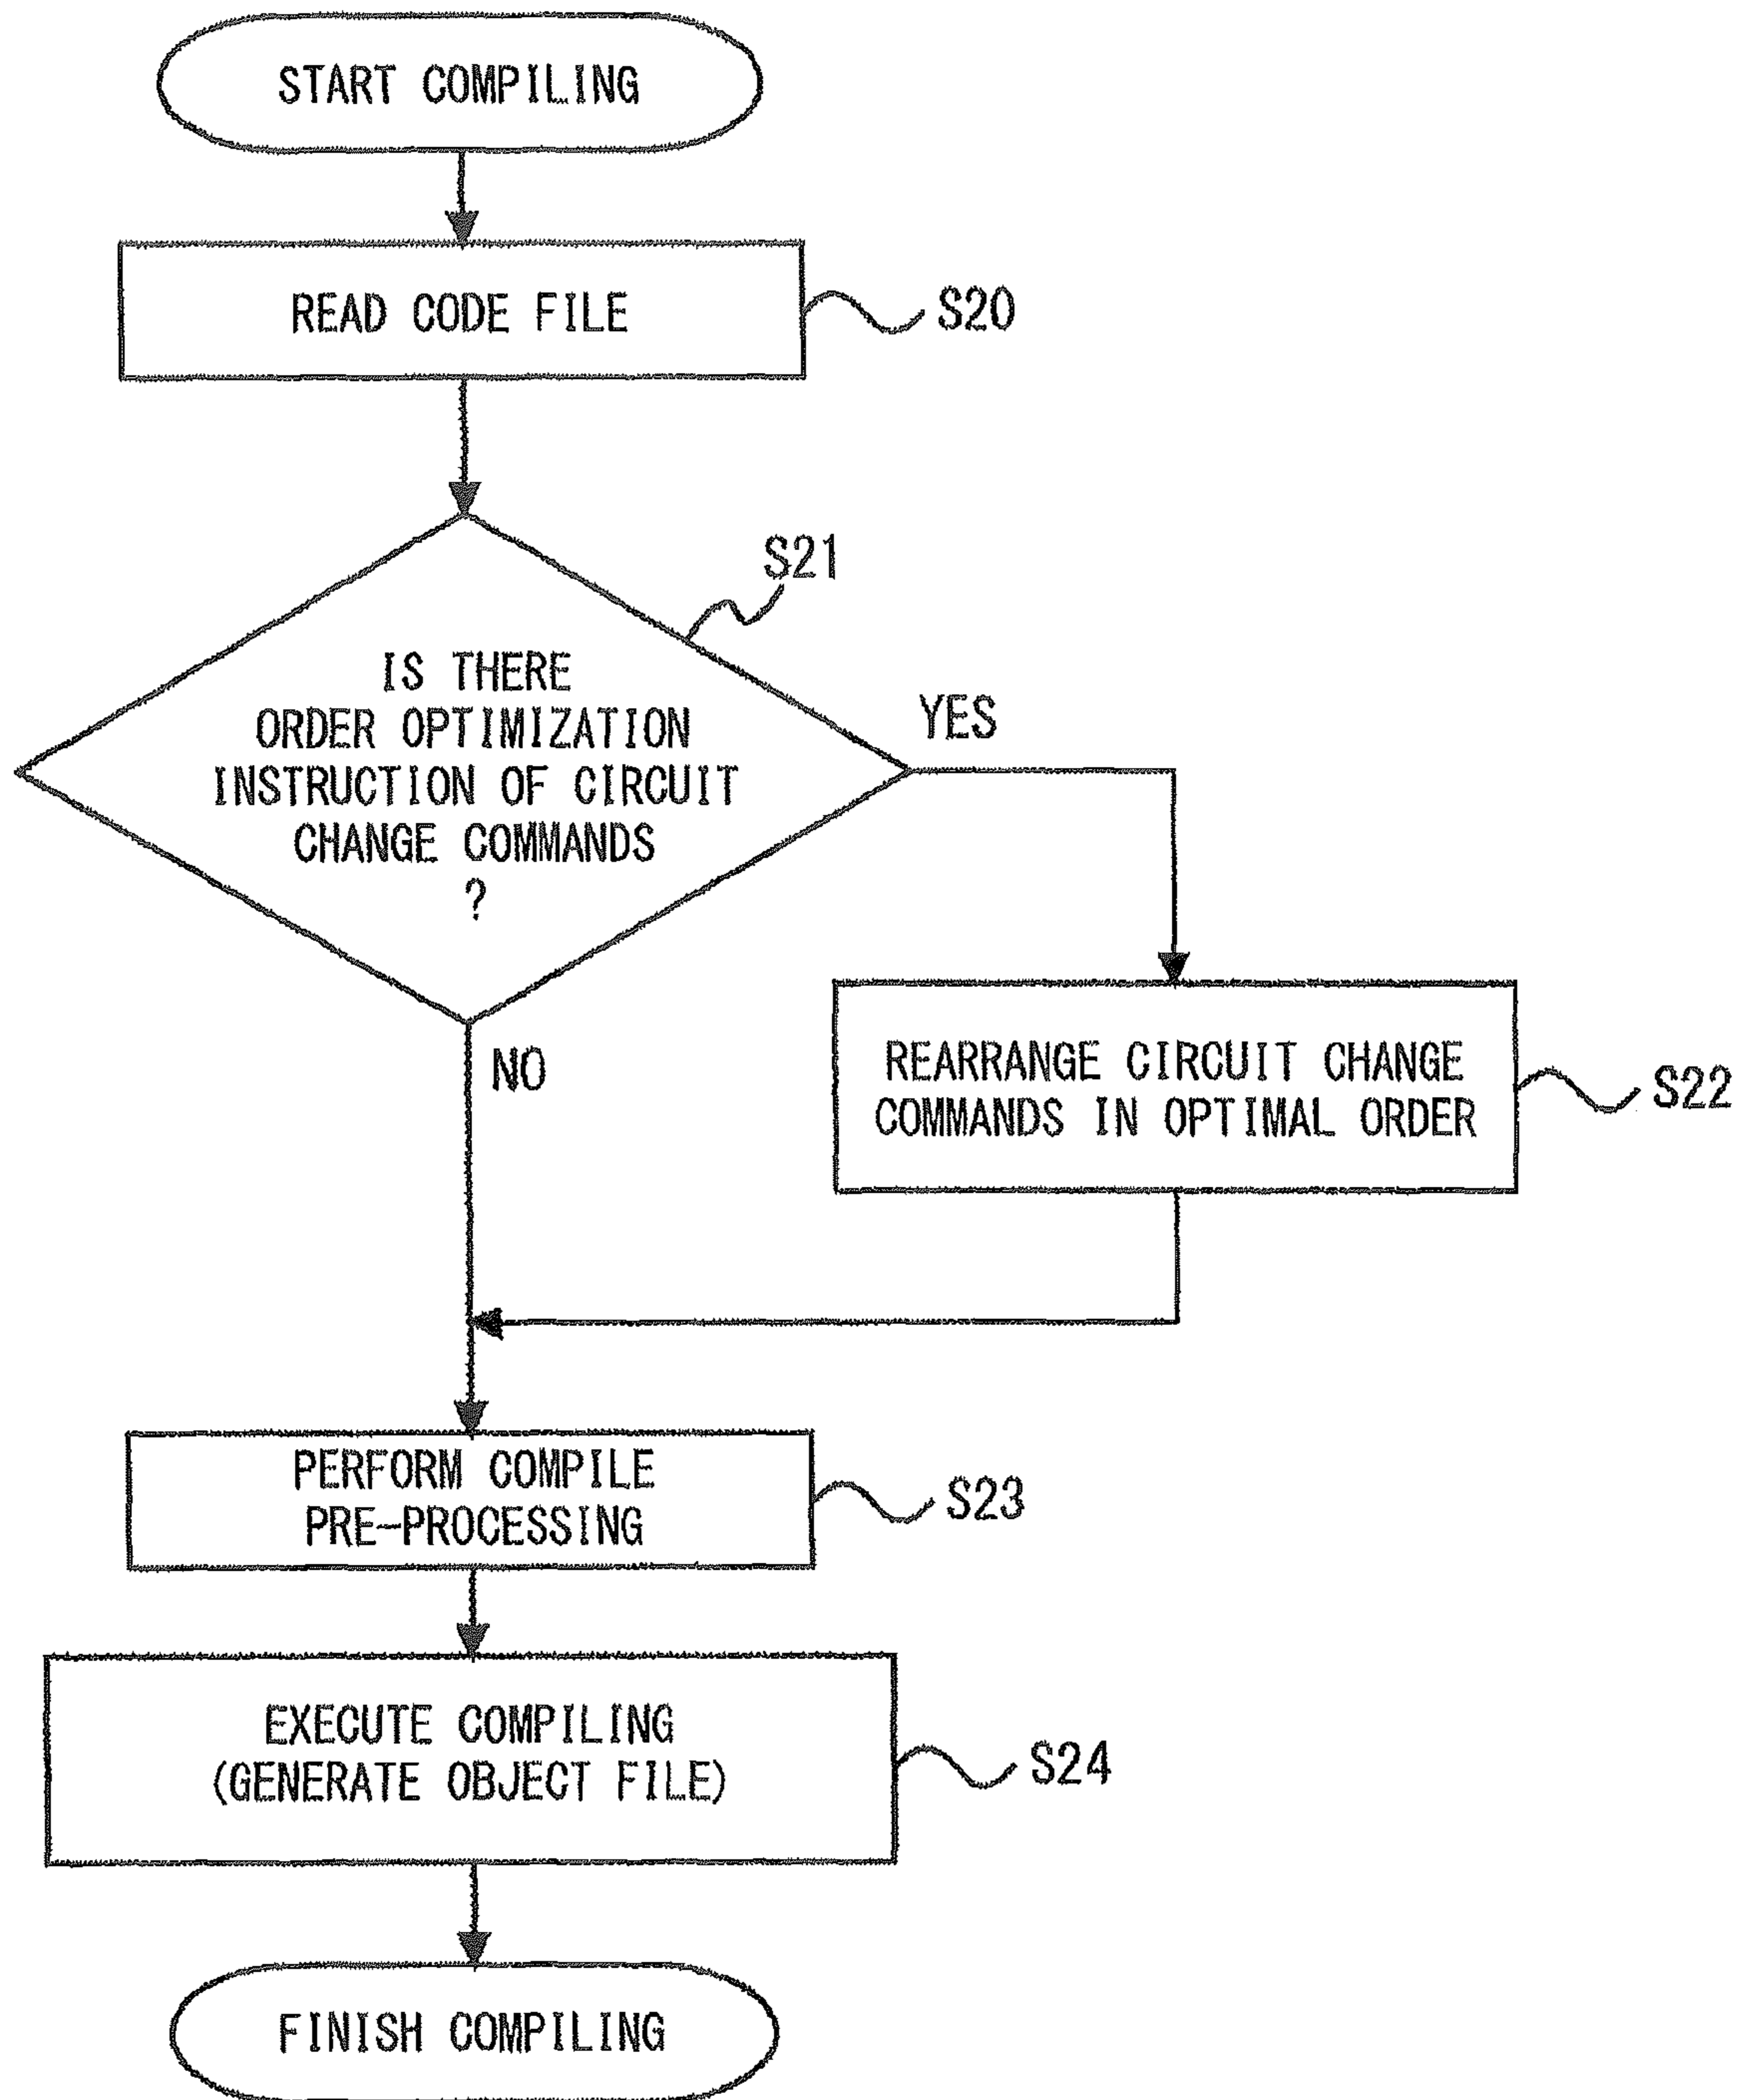 START COMPILING
READ CODE FILE
S20
S21
IS THERE
ORDER OPTIMIZATION
INSTRUCTION OF CIRCUIT
CHANGE COMMANDS
?
YES
NO
REARRANGE CIRCUIT CHANGE
COMMANDS IN OPTIMAL ORDER
S22
PERFORM COMPILE
PRE-PROCESSING
S23
EXECUTE COMPILING
(GENERATE OBJECT FILE)
S24
FINISH COMPILING